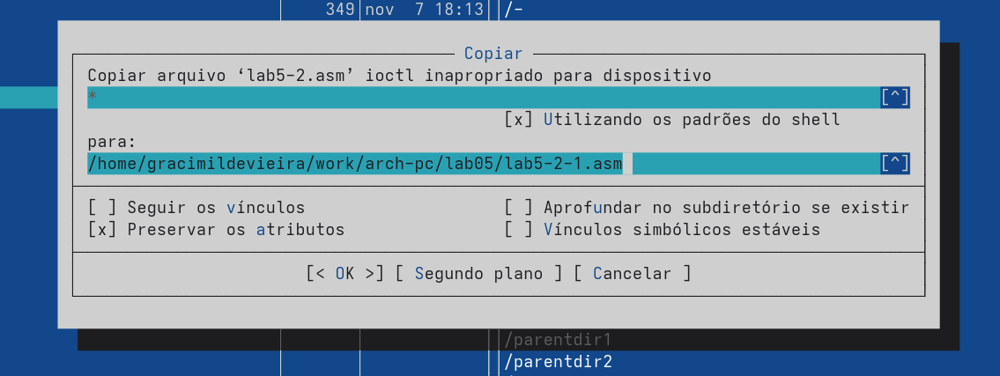 349 nov 7 18:13 /-
Copiar
Copiar arquivo ‘lab5-2.asm’ ioctl inapropriado para dispositivo
* [^]
[x] Utilizando os padrões do shell
para:
/home/gracimildevieira/work/arch-pc/lab05/lab5-2-1.asm [^]
[ ] Seguir os vínculos [ ] Aprofundar no subdiretório se existir
[x] Preservar os atributos [ ] Vínculos simbólicos estáveis
[< OK >] [ Segundo plano ] [ Cancelar ]
/parentdir1
/parentdir2